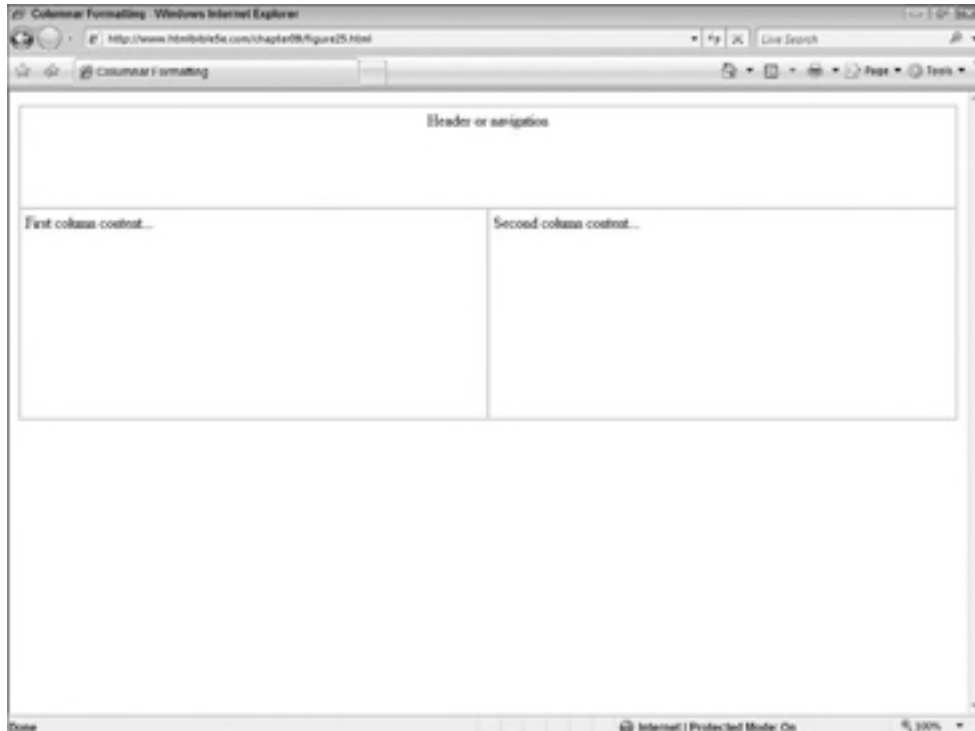 Columnar Formatting - Windows Internet Explorer
http://www.htmlbible5e.com/chapter09/figure25.html
Live Search
Columnar Formatting
Page
Tools
Header or navigation
First column content...
Second column content...
Done
Internet | Protected Mode: On
100%